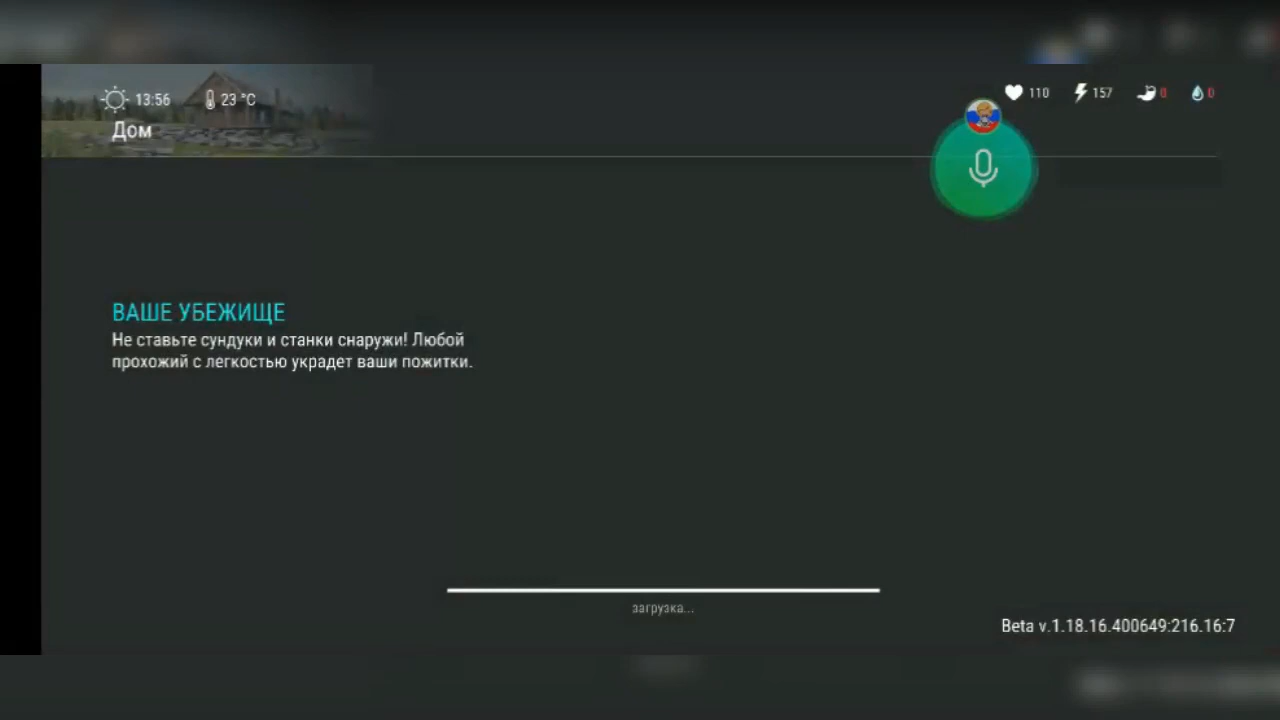 13:56 23 °C
Дом
110 157 0 0
ВАШЕ УБЕЖИЩЕ
Не ставьте сундуки и станки снаружи! Любой
прохожий с легкостью украдет ваши пожитки.
загрузка...
Beta v.1.18.16.400649:216.16:7